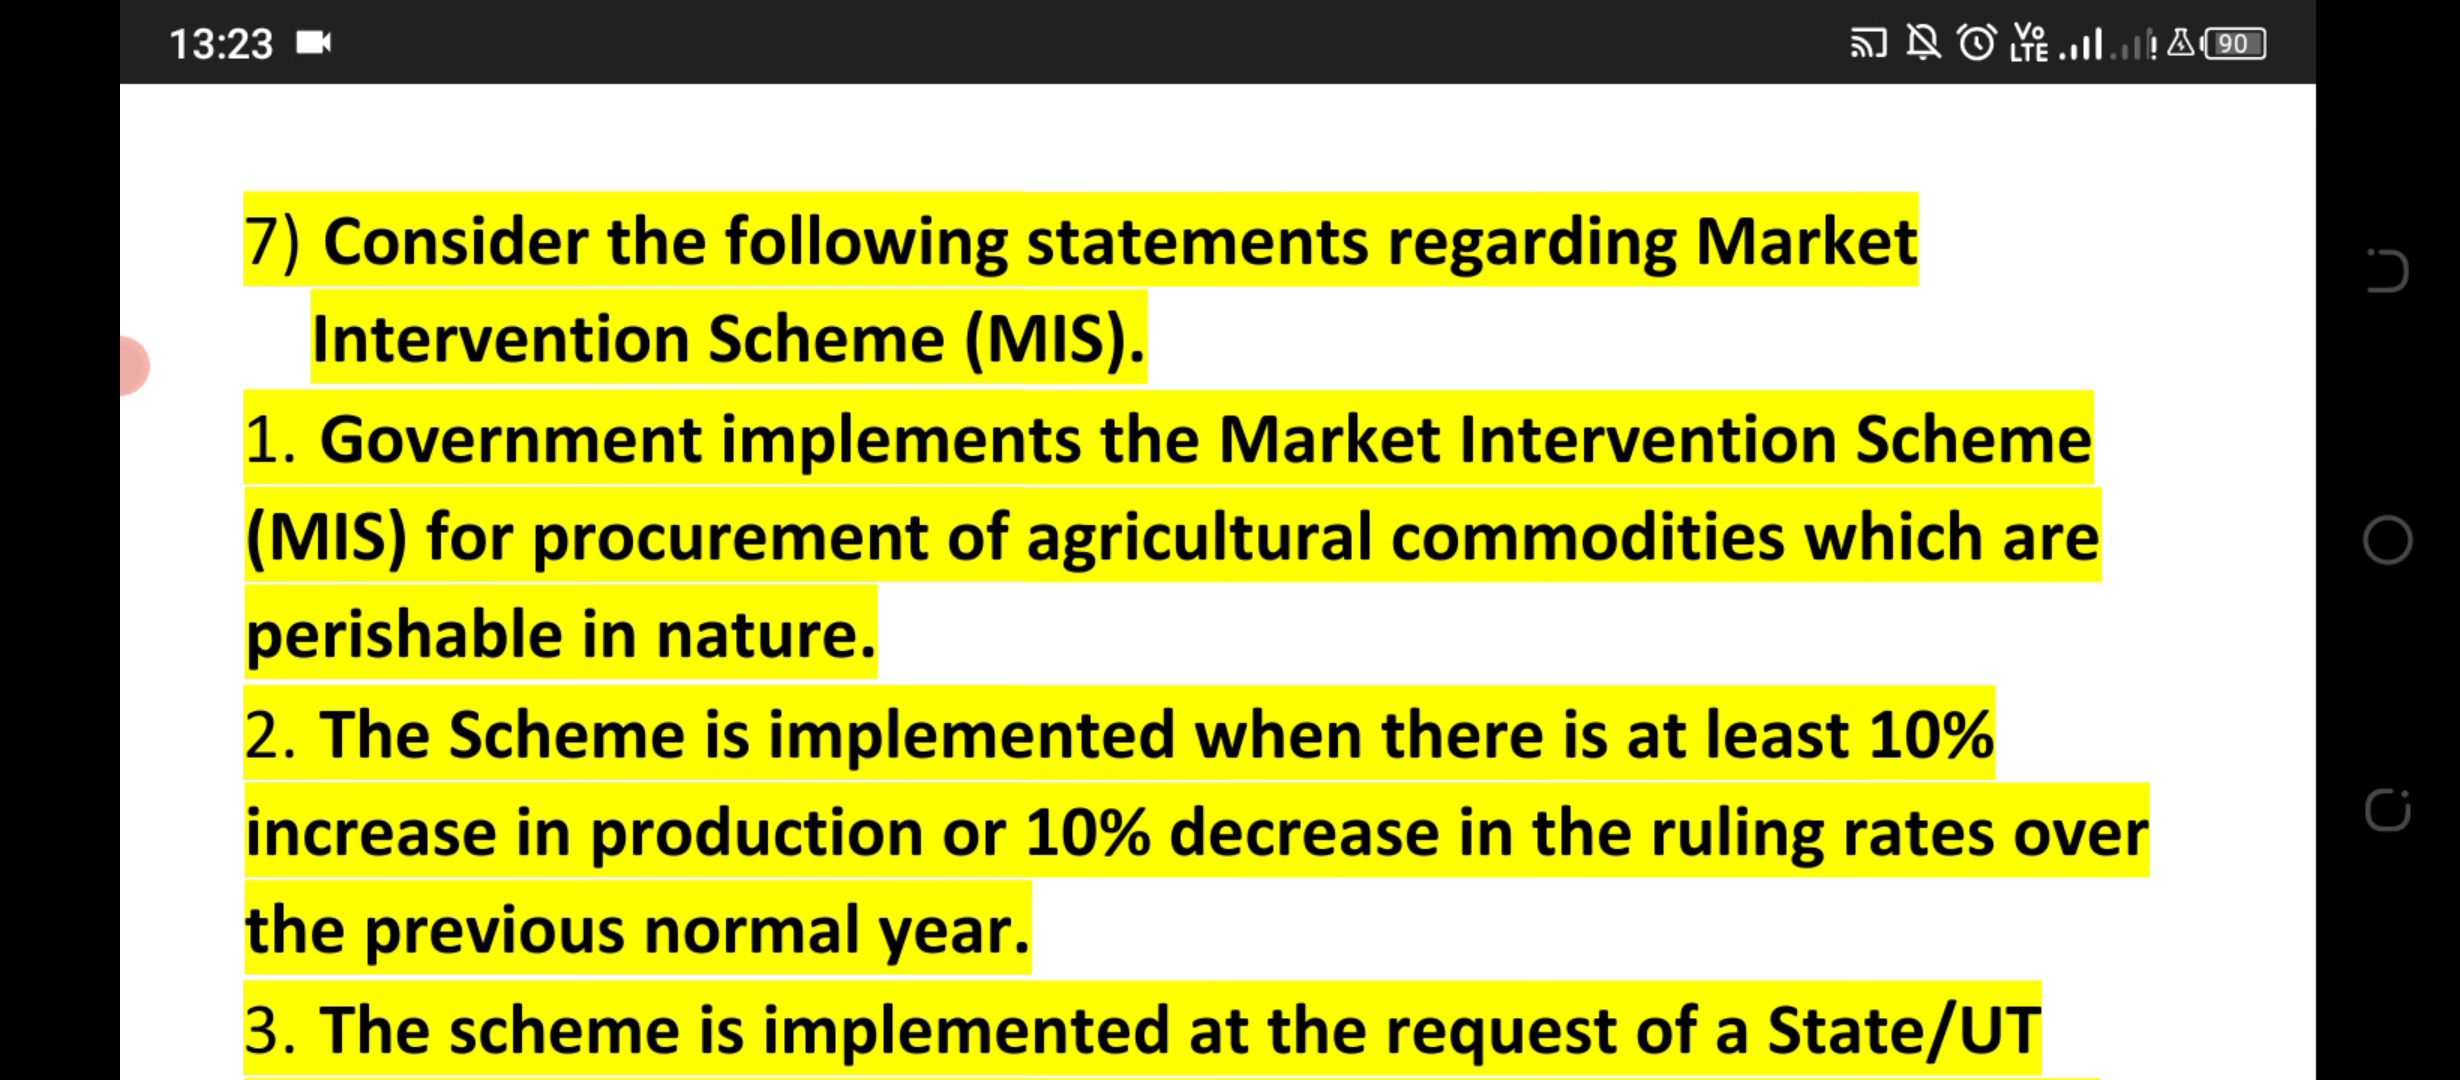 13:23
Vo
LTE
90
7) Consider the following statements regarding Market
Intervention Scheme (MIS).
1. Government implements the Market Intervention Scheme
(MIS) for procurement of agricultural commodities which are
perishable in nature.
2. The Scheme is implemented when there is at least 10%
increase in production or 10% decrease in the ruling rates over
the previous normal year.
3. The scheme is implemented at the request of a State/UT